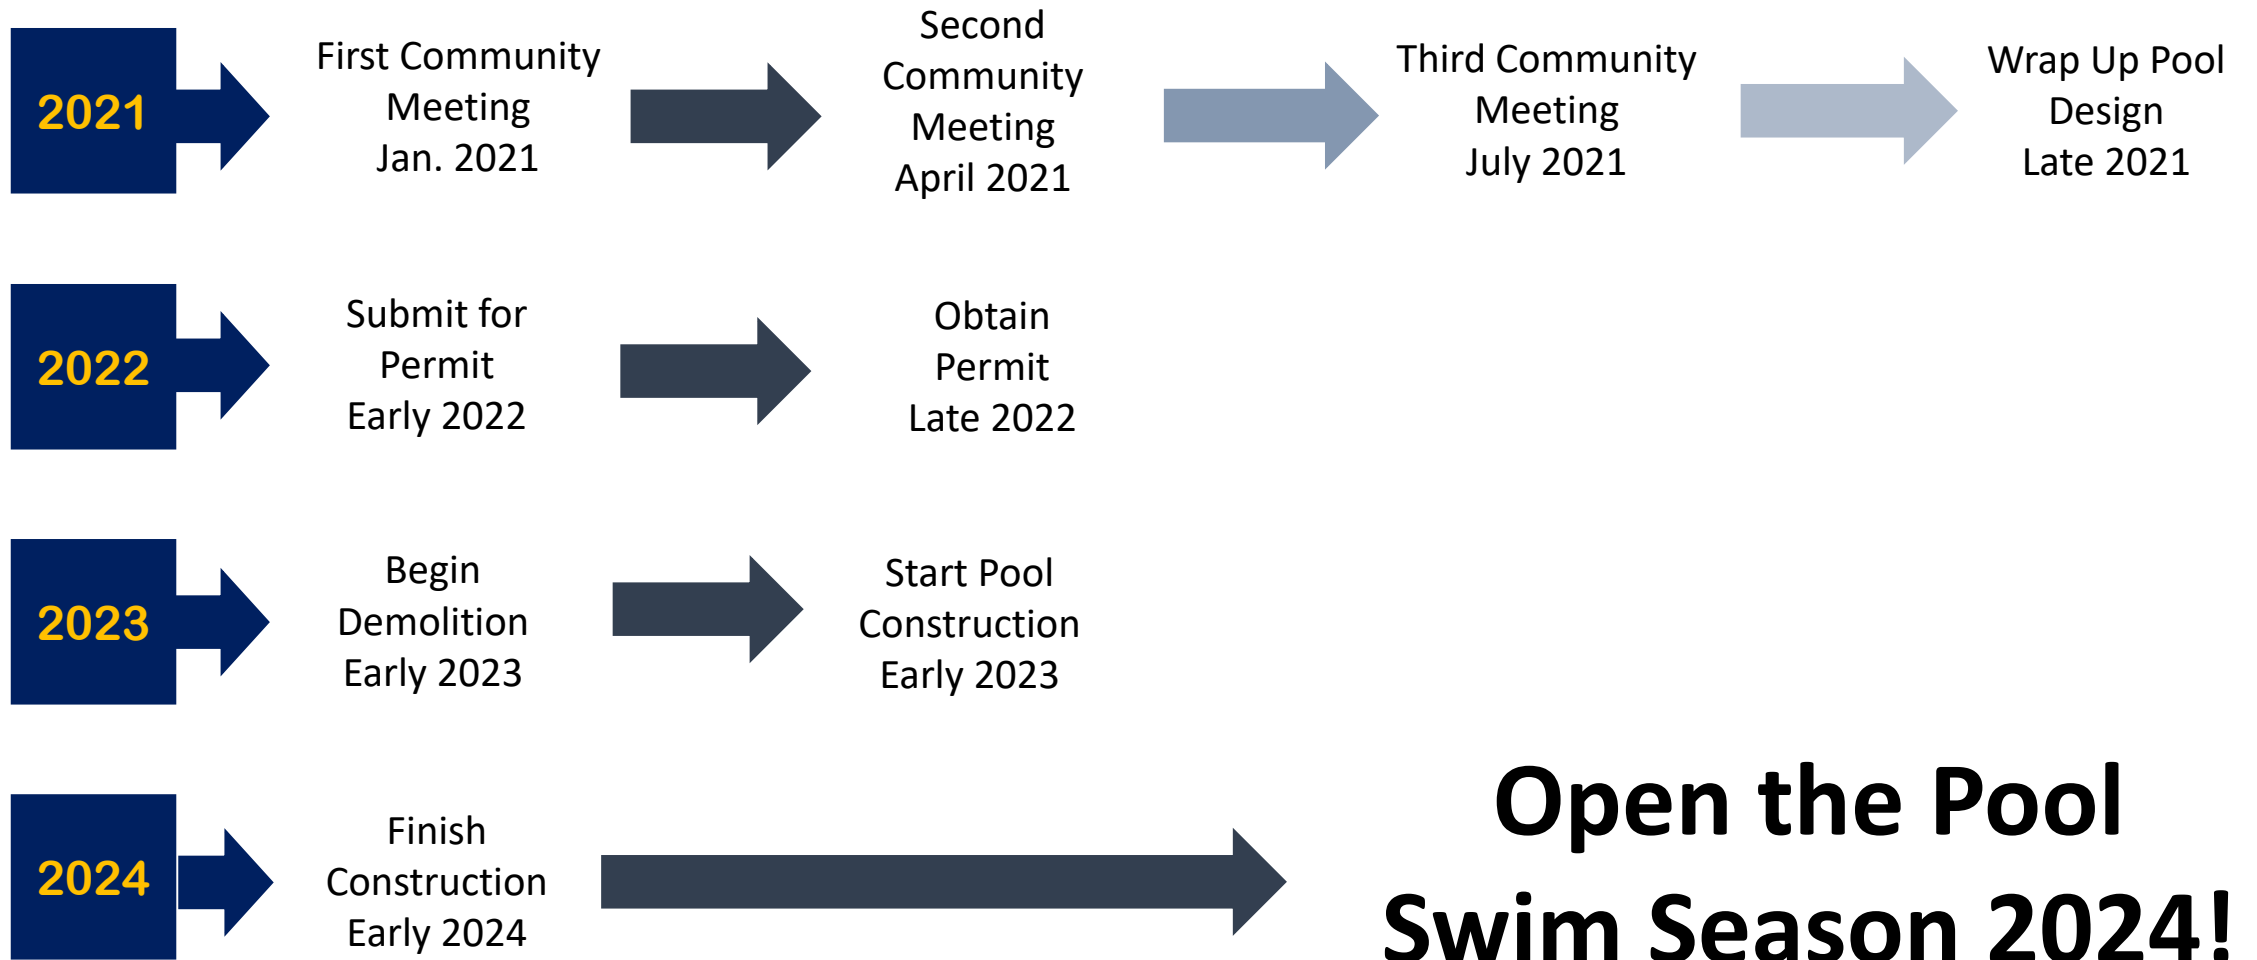 2021
First Community
Meeting
Jan. 2021
Second
Community
Meeting
April 2021
Third Community
Meeting
July 2021
Wrap Up Pool
Design
Late 2021
2022
Submit for
Permit
Early 2022
Obtain
Permit
Late 2022
2023
Begin
Demolition
Early 2023
Start Pool
Construction
Early 2023
2024
Finish
Construction
Early 2024
Open the Pool
Swim Season 2024!